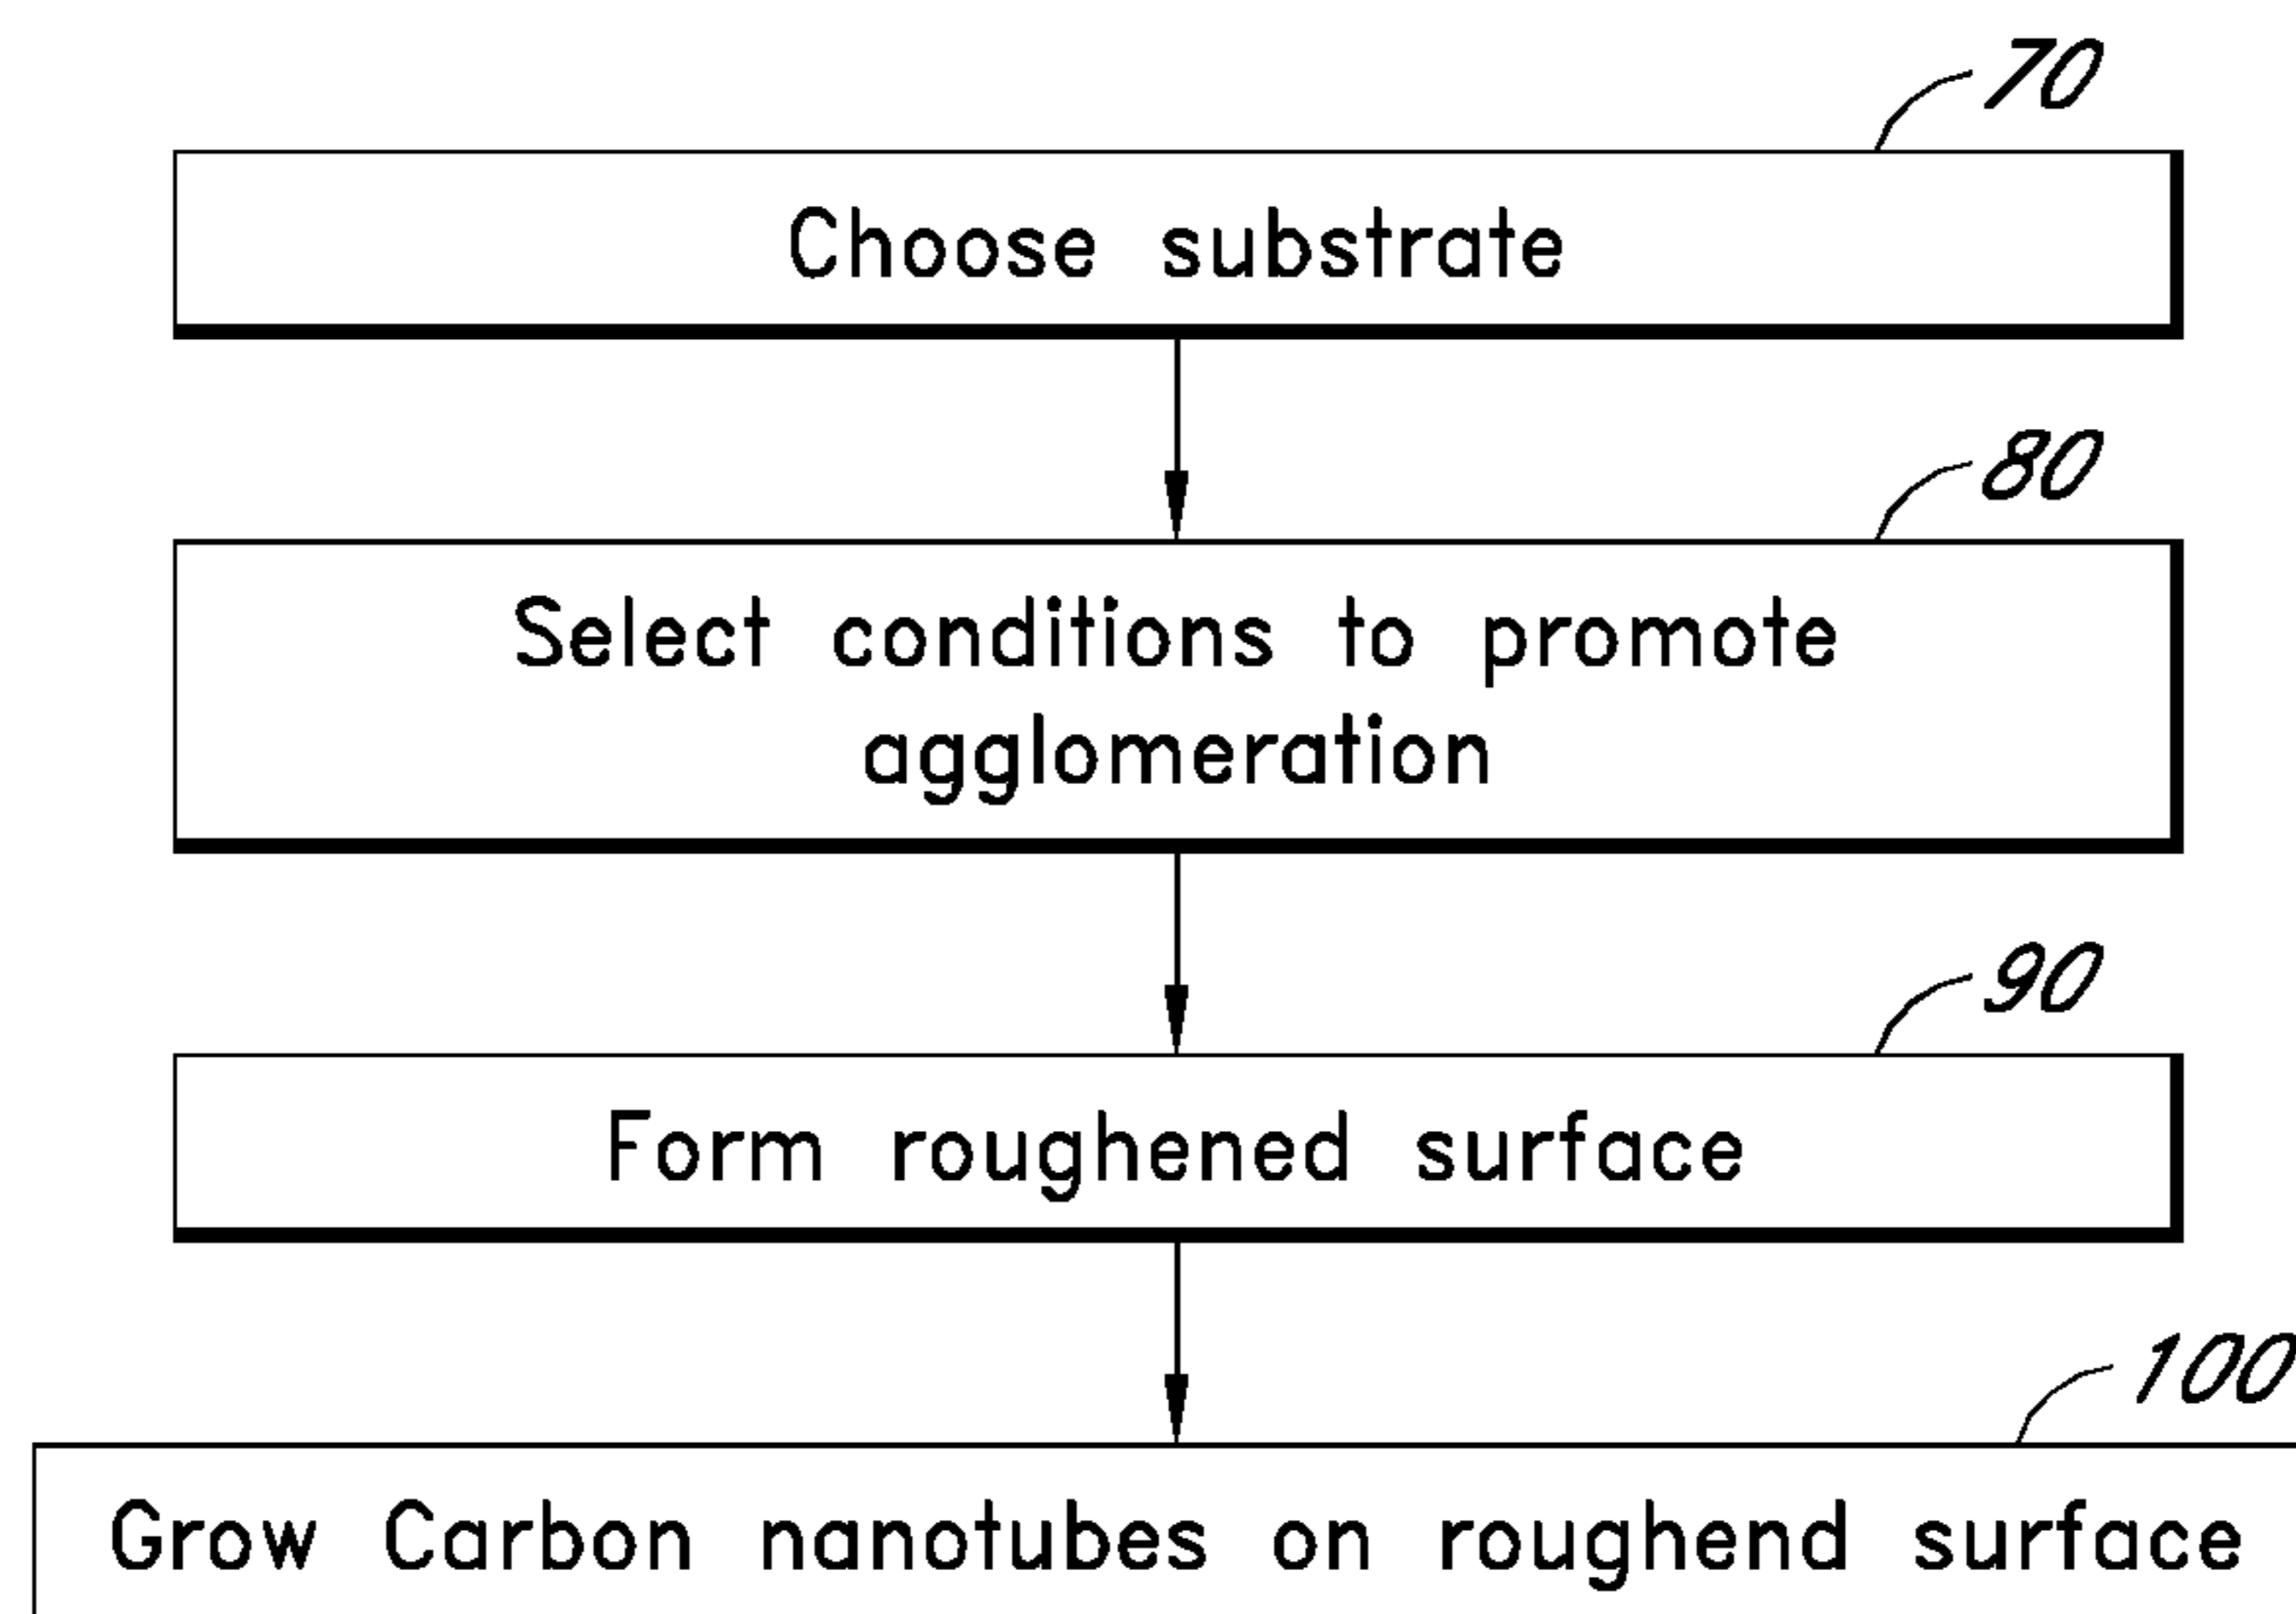 70
Choose substrate
80
Select conditions to promote
agglomeration
90
Form roughened surface
100
Grow Carbon nanotubes on roughend surface